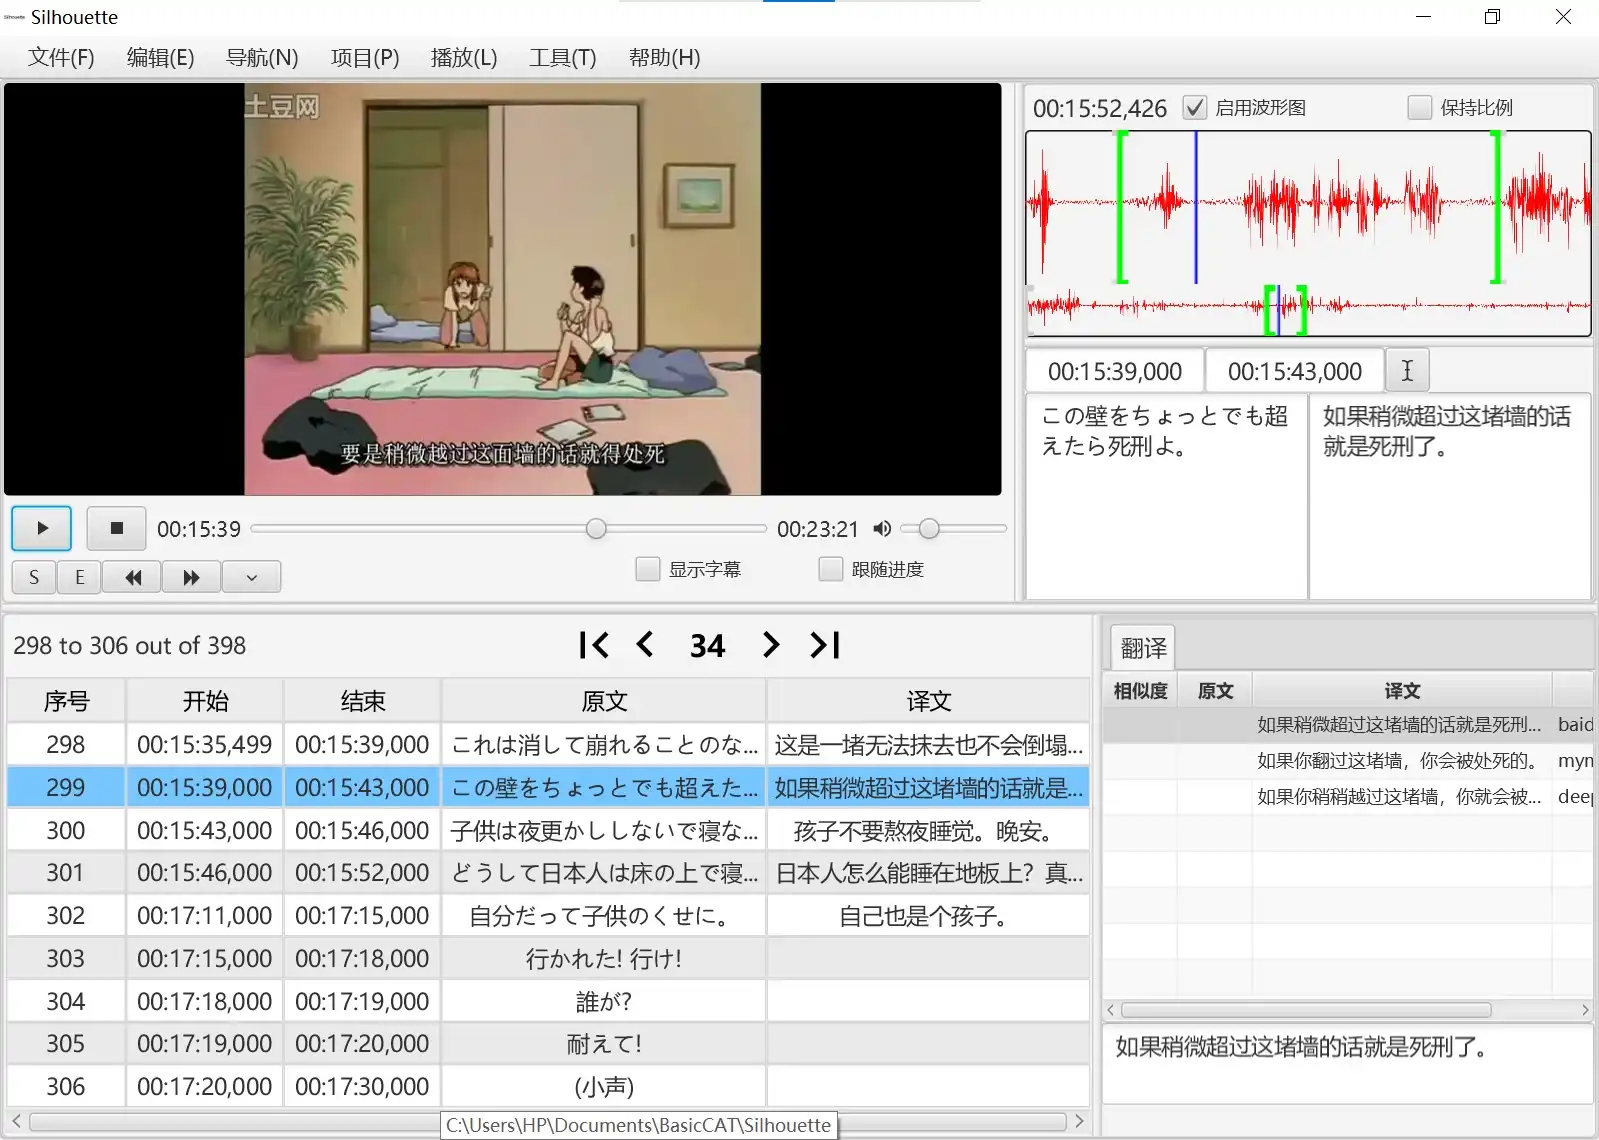 Silhouette
文件(F) 编辑(E) 导航(N) 项目(P) 播放(L) 工具(T) 帮助(H)
土豆网
要是稍微越过这面墙的话就得处死
00:15:39 00:23:21
S E
显示字幕 跟随进度
00:15:52,426 启用波形图 保持比例
00:15:39,000 00:15:43,000
この壁をちょっとでも超
えたら死刑よ。
如果稍微超过这堵墙的话
就是死刑了。
298 to 306 out of 398
34
序号 开始 结束 原文 译文
298 00:15:35,499 00:15:39,000 これは消して崩れることのな... 这是一堵无法抹去也不会倒塌...
299 00:15:39,000 00:15:43,000 この壁をちょっとでも超えた... 如果稍微超过这堵墙的话就是...
300 00:15:43,000 00:15:46,000 子供は夜更かししないで寝な... 孩子不要熬夜睡觉。晚安。
301 00:15:46,000 00:15:52,000 どうして日本人は床の上で寝... 日本人怎么能睡在地板上？真...
302 00:17:11,000 00:17:15,000 自分だって子供のくせに。 自己也是个孩子。
303 00:17:15,000 00:17:18,000 行かれた! 行け!
304 00:17:18,000 00:17:19,000 誰が?
305 00:17:19,000 00:17:20,000 耐えて!
306 00:17:20,000 00:17:30,000 (小声)
C:\Users\HP\Documents\BasicCAT\Silhouette
翻译
相似度 原文 译文
如果稍微超过这堵墙的话就是死刑... baid
如果你翻过这堵墙，你会被处死的。 mym
如果你稍稍越过这堵墙，你就会被... deep
如果稍微超过这堵墙的话就是死刑了。